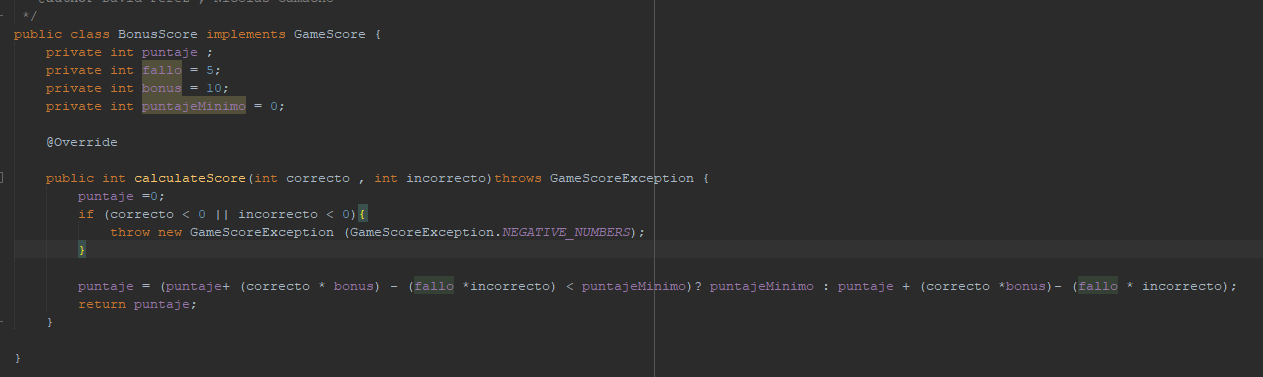 */
public class BonusScore implements GameScore {
private int puntaje ;
private int fallo = 5;
private int bonus = 10;
private int puntajeMinimo = 0;
@Override
public int calculateScore(int correcto , int incorrecto)throws GameScoreException {
puntaje =0;
if (correcto < 0 || incorrecto < 0){
throw new GameScoreException (GameScoreException.NEGATIVE_NUMBERS);
}
puntaje = (puntaje+ (correcto * bonus) - (fallo *incorrecto) < puntajeMinimo)? puntajeMinimo : puntaje + (correcto *bonus)- (fallo * incorrecto);
return puntaje;
}
}